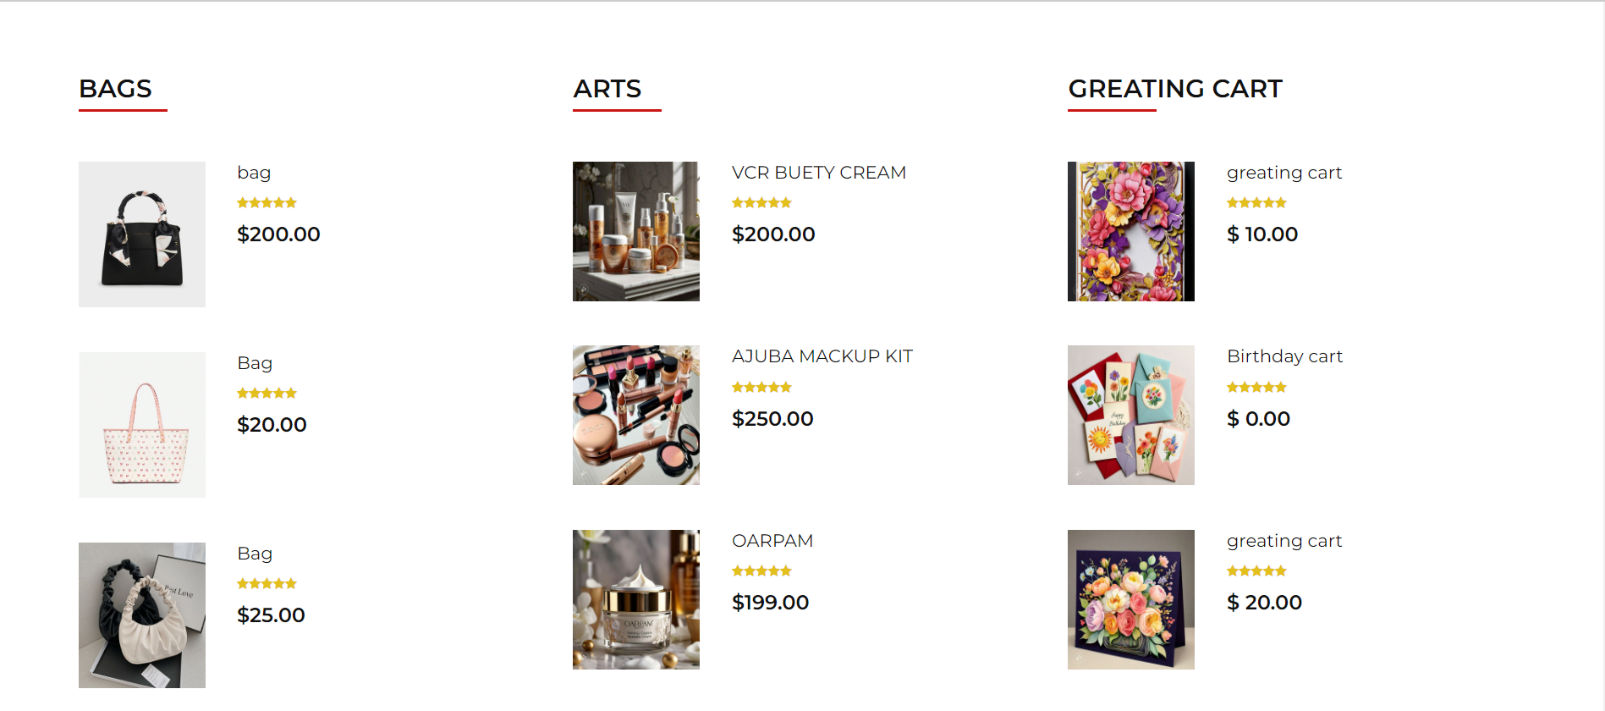 BAGS
bag
$200.00
Bag
$20.00
Bag
$25.00
ARTS
VCR BUETY CREAM
$200.00
AJUBA MACKUP KIT
$250.00
OARPAM
OARPAM
$199.00
GREATING CART
greating cart
$ 10.00
Birthday cart
Happy
$ 0.00
greating cart
$ 20.00